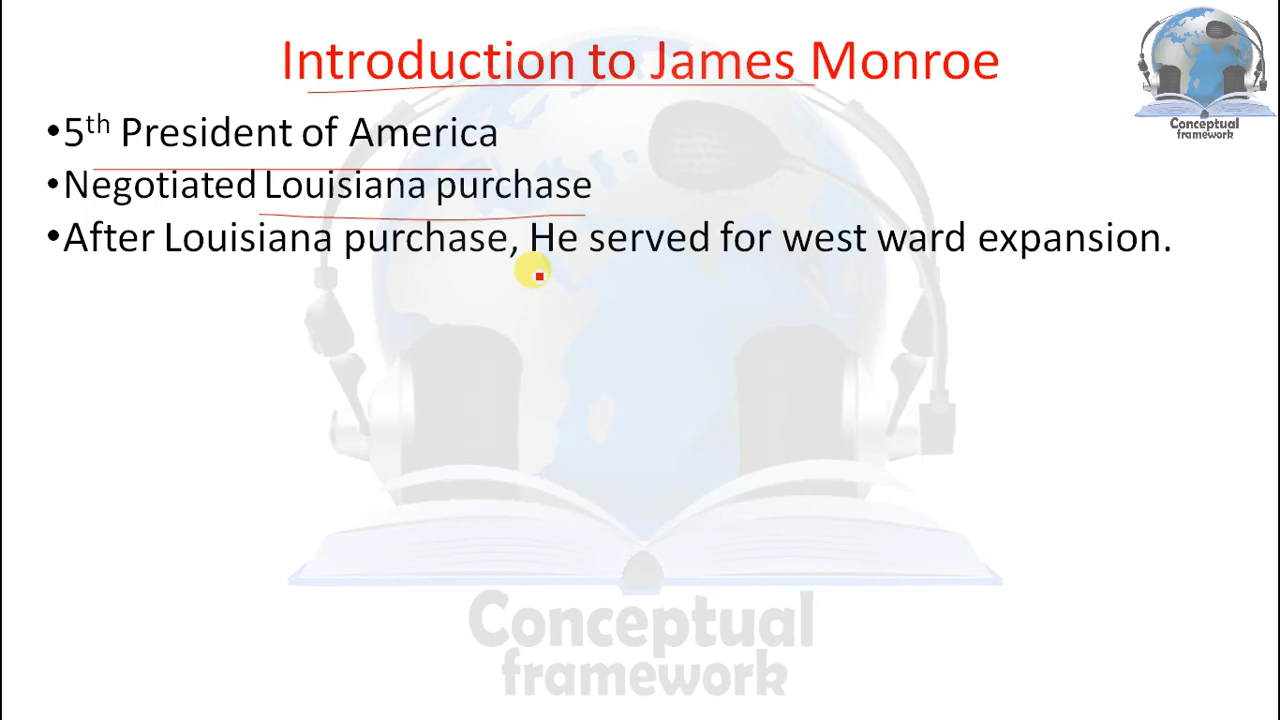 Introduction to James Monroe
Conceptual
framework
•5th President of America
•Negotiated Louisiana purchase
•After Louisiana purchase, He served for west ward expansion.
Conceptual
framework